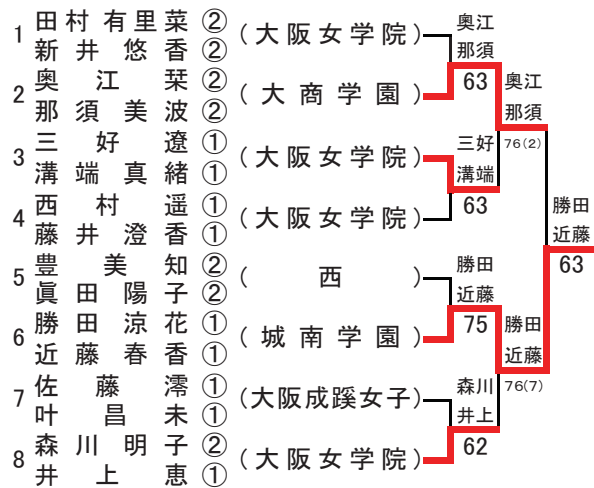 1 田村 有里菜 ② (大阪女学院)
新井悠香 ②
2 奥江栞 ② (大商学園)
那須美波 ②
3 三好遼 ① (大阪女学院)
溝端真緒 ①
4 西村遥 ① (大阪女学院)
藤井澄香 ①
5 豊美知 ② (西)
眞田陽子 ②
6 勝田涼花 ① (城南学園)
近藤春香 ①
7 佐藤澪 ① (大阪成蹊女子)
叶昌未 ①
8 森川明子 ② (大阪女学院)
井上恵 ①
奥江
那須
63
三好
溝端
63
勝田
近藤
75
森川
井上
62
奥江
那須
76(2)
勝田
近藤
76(7)
勝田
近藤
63